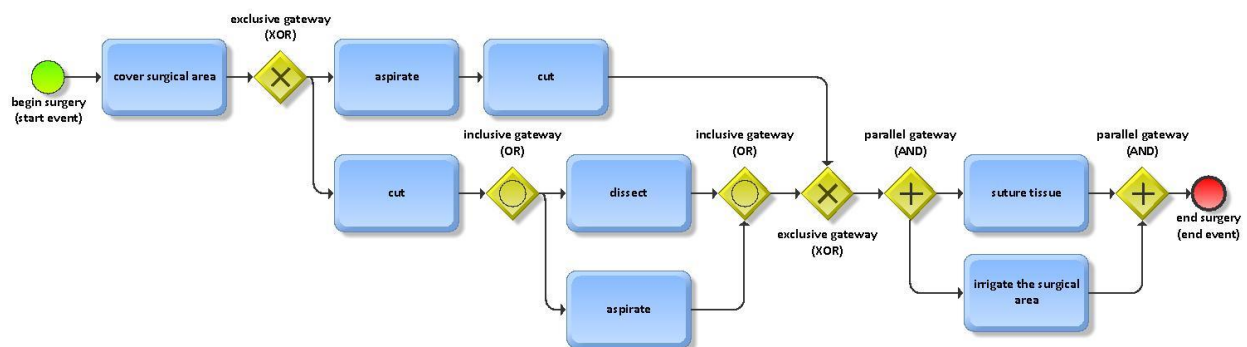 exclusive gateway
(XOR)
cover surgical area
aspirate
cut
begin surgery
(start event)
inclusive gateway
(OR)
inclusive gateway
(OR)
parallel gateway
(AND)
parallel gateway
(AND)
cut
dissect
suture tissue
end surgery
(end event)
exclusive gateway
(XOR)
aspirate
irrigate the surgical
area